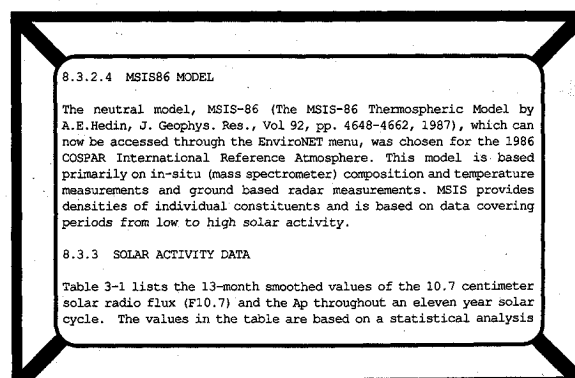 8.3.2.4 MSIS86 MODEL
The neutral model, MSIS-86 (The MSIS-86 Thermospheric Model by
A.E.Hedin, J. Geophys. Res., Vol 92, pp. 4648-4662, 1987), which can
now be accessed through the EnviroNET menu, was chosen for the 1986
COSPAR International Reference Atmosphere. This model is based
primarily on in-situ (mass spectrometer) composition and temperature
measurements and ground based radar measurements. MSIS provides
densities of individual constituents and is based on data covering
periods from low to high solar activity.
8.3.3 SOLAR ACTIVITY DATA
Table 3-1 lists the 13-month smoothed values of the 10.7 centimeter
solar radio flux (F10.7) and the Ap throughout an eleven year solar
cycle. The values in the table are based on a statistical analysis